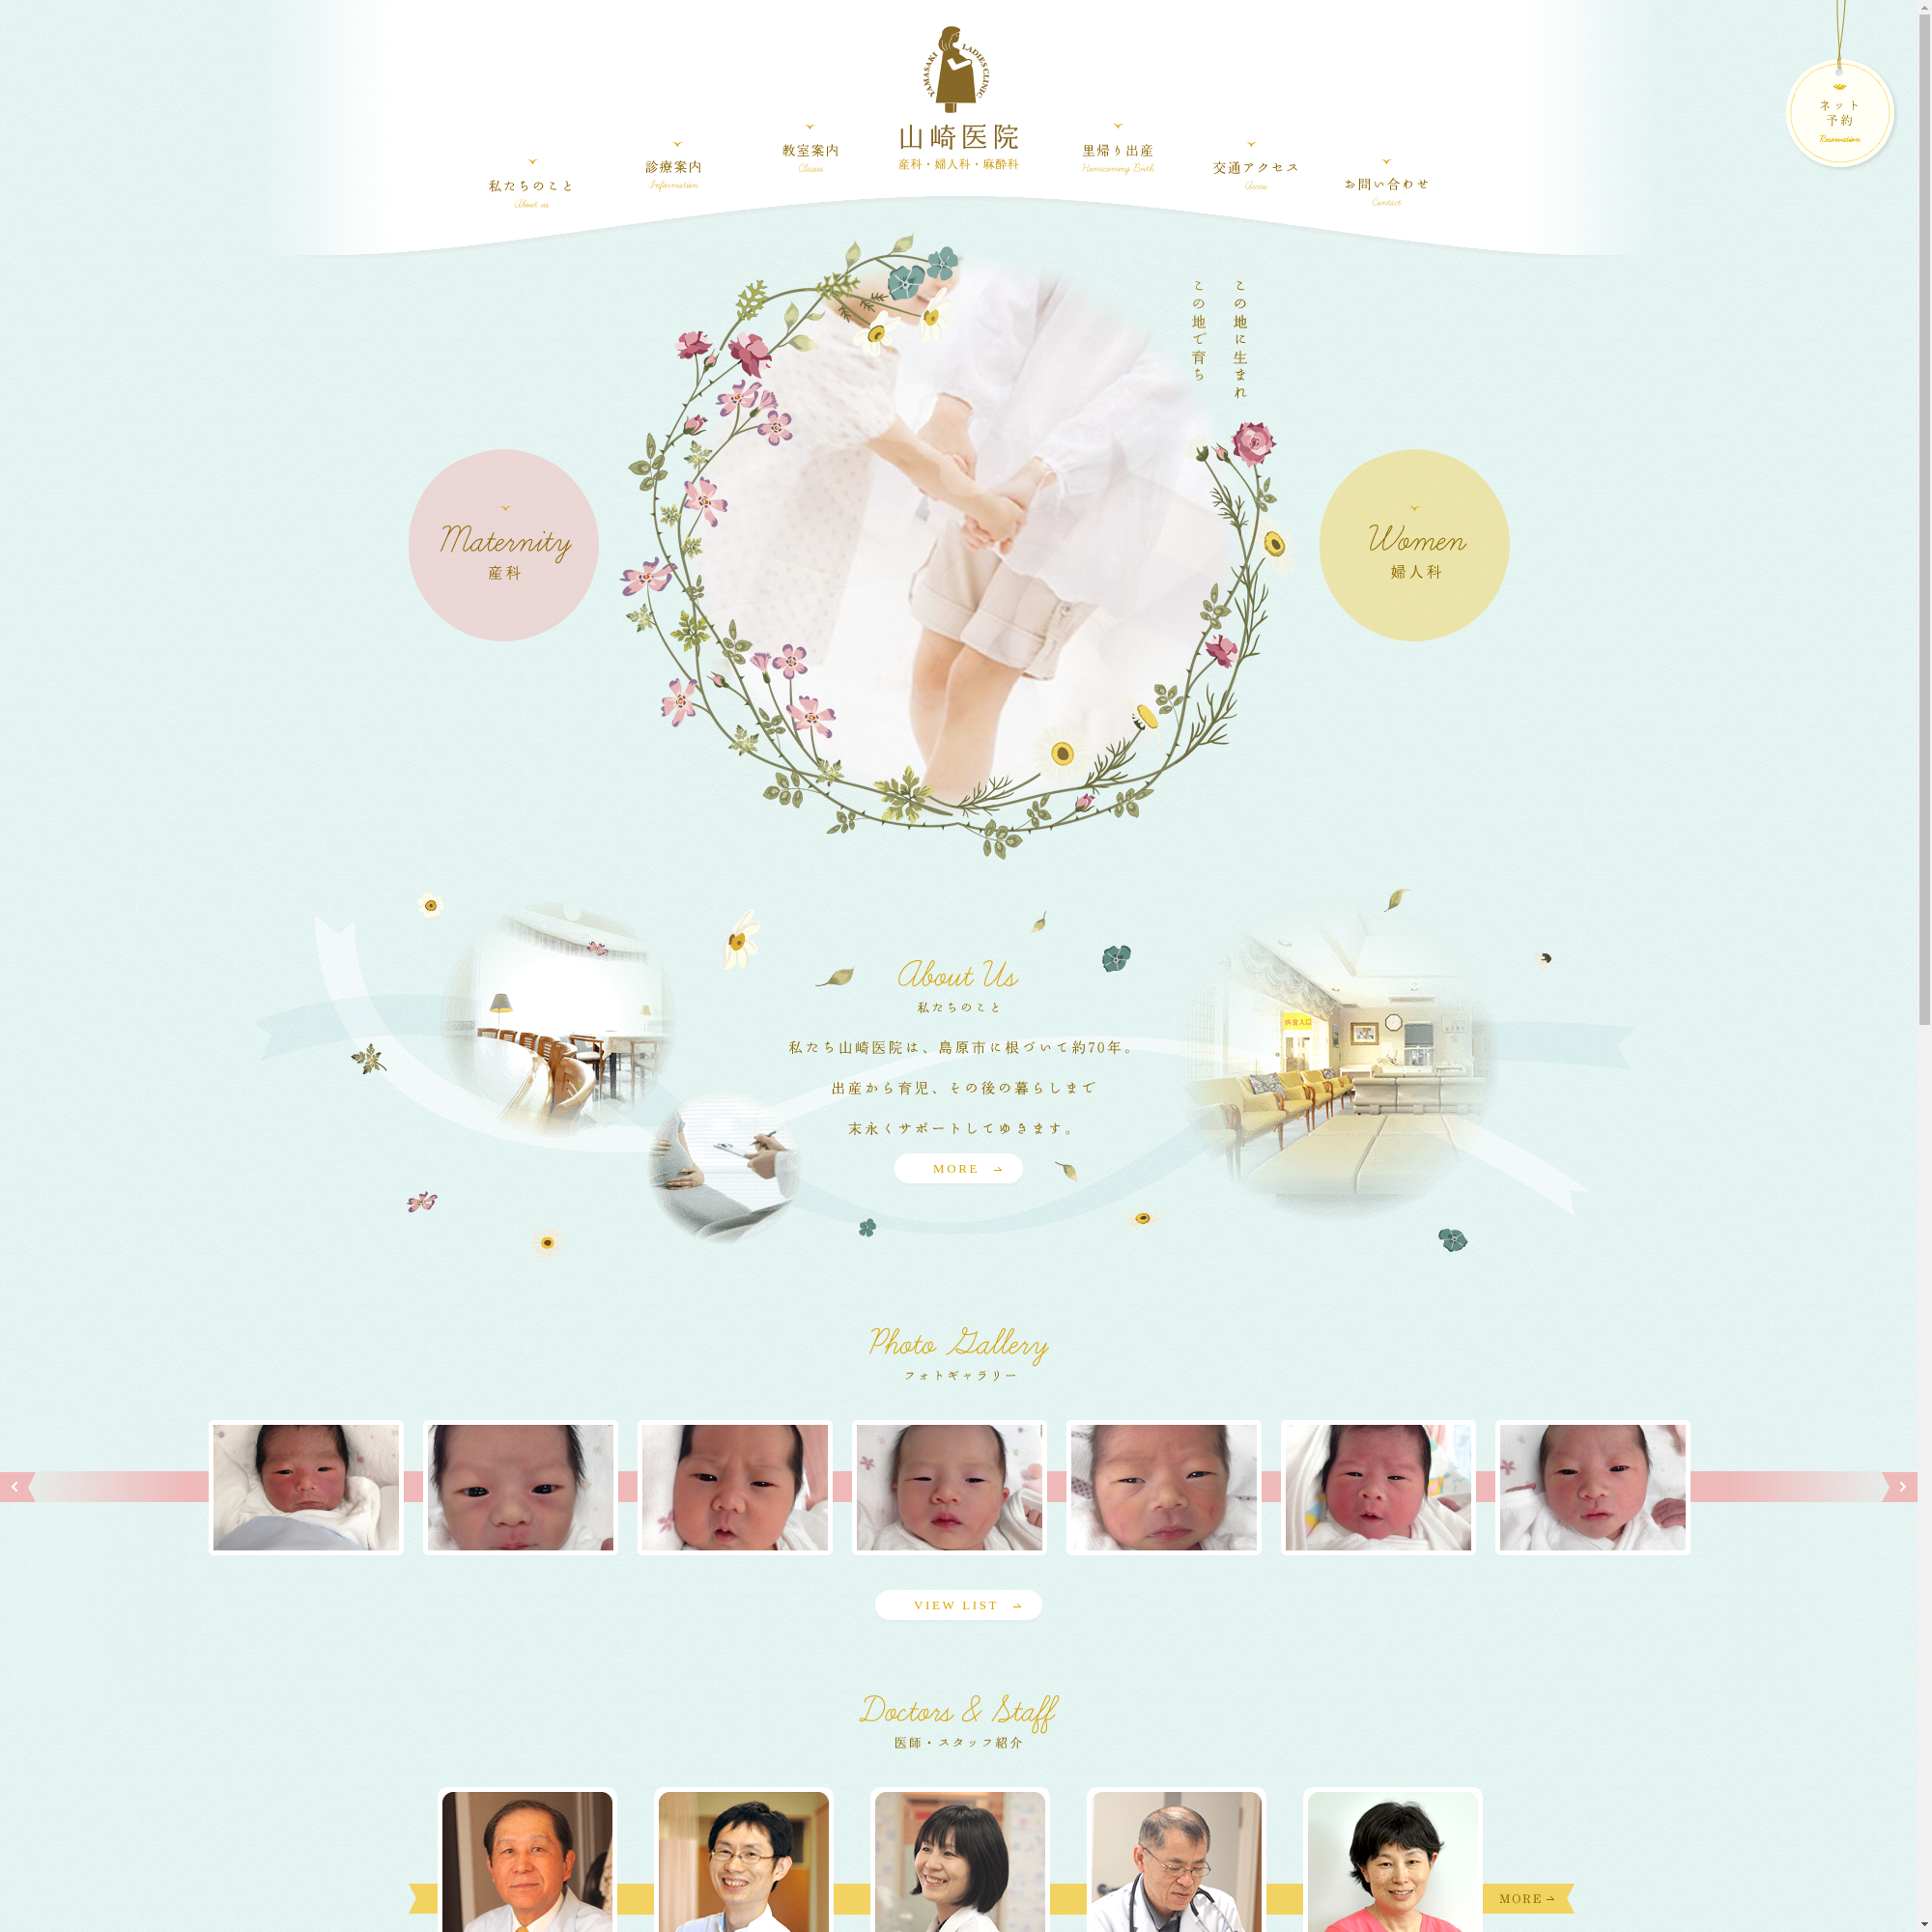 YAMASAKI LADIES CLINIC
山崎医院
産科・婦人科・麻酔科
私たちのこと
About us
診療案内
Information
教室案内
Classes
里帰り出産
Homecoming Birth
交通アクセス
Access
お問い合わせ
Contact
ネット
予約
Reservation
この地に生まれ
この地で育ち
Maternity
産科
Women
婦人科
About Us
私たちのこと
私たち山崎医院は、島原市に根づいて約70年。
出産から育児、その後の暮らしまで
末永くサポートしてゆきます。
MORE
Photo Gallery
フォトギャラリー
VIEW LIST
Doctors & Staff
医師・スタッフ紹介
MORE